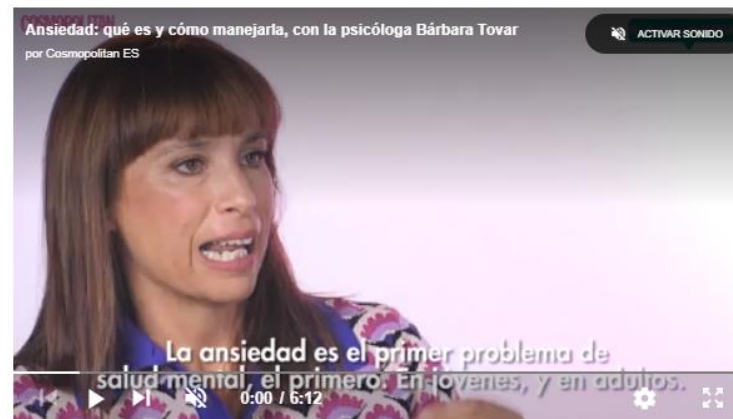 COSMOPOLITAN
Ansiedad: qué es y cómo manejarla, con la psicóloga Bárbara Tovar
por Cosmopolitan ES
ACTIVAR SONIDO
La ansiedad es el primer problema de
salud mental, el primero. En jóvenes, y en adultos.
0:00 / 6:12